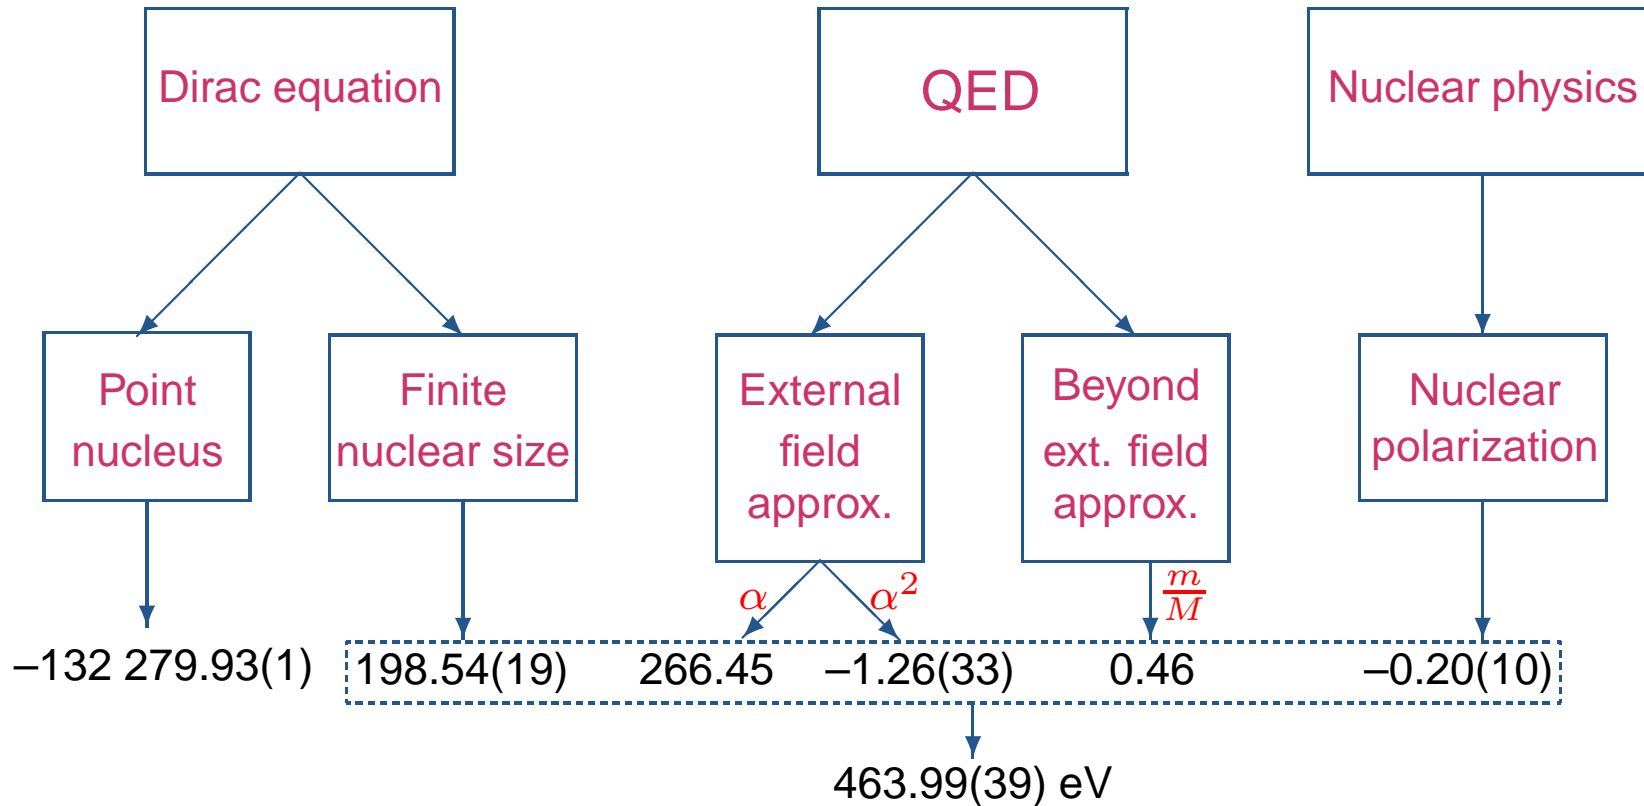 Dirac equation
QED
Nuclear physics
Point
nucleus
Finite
nuclear size
External
field
approx.
Beyond
ext. field
approx.
Nuclear
polarization
α
α²
m/M
–132 279.93(1)
198.54(19)
266.45
–1.26(33)
0.46
–0.20(10)
463.99(39) eV